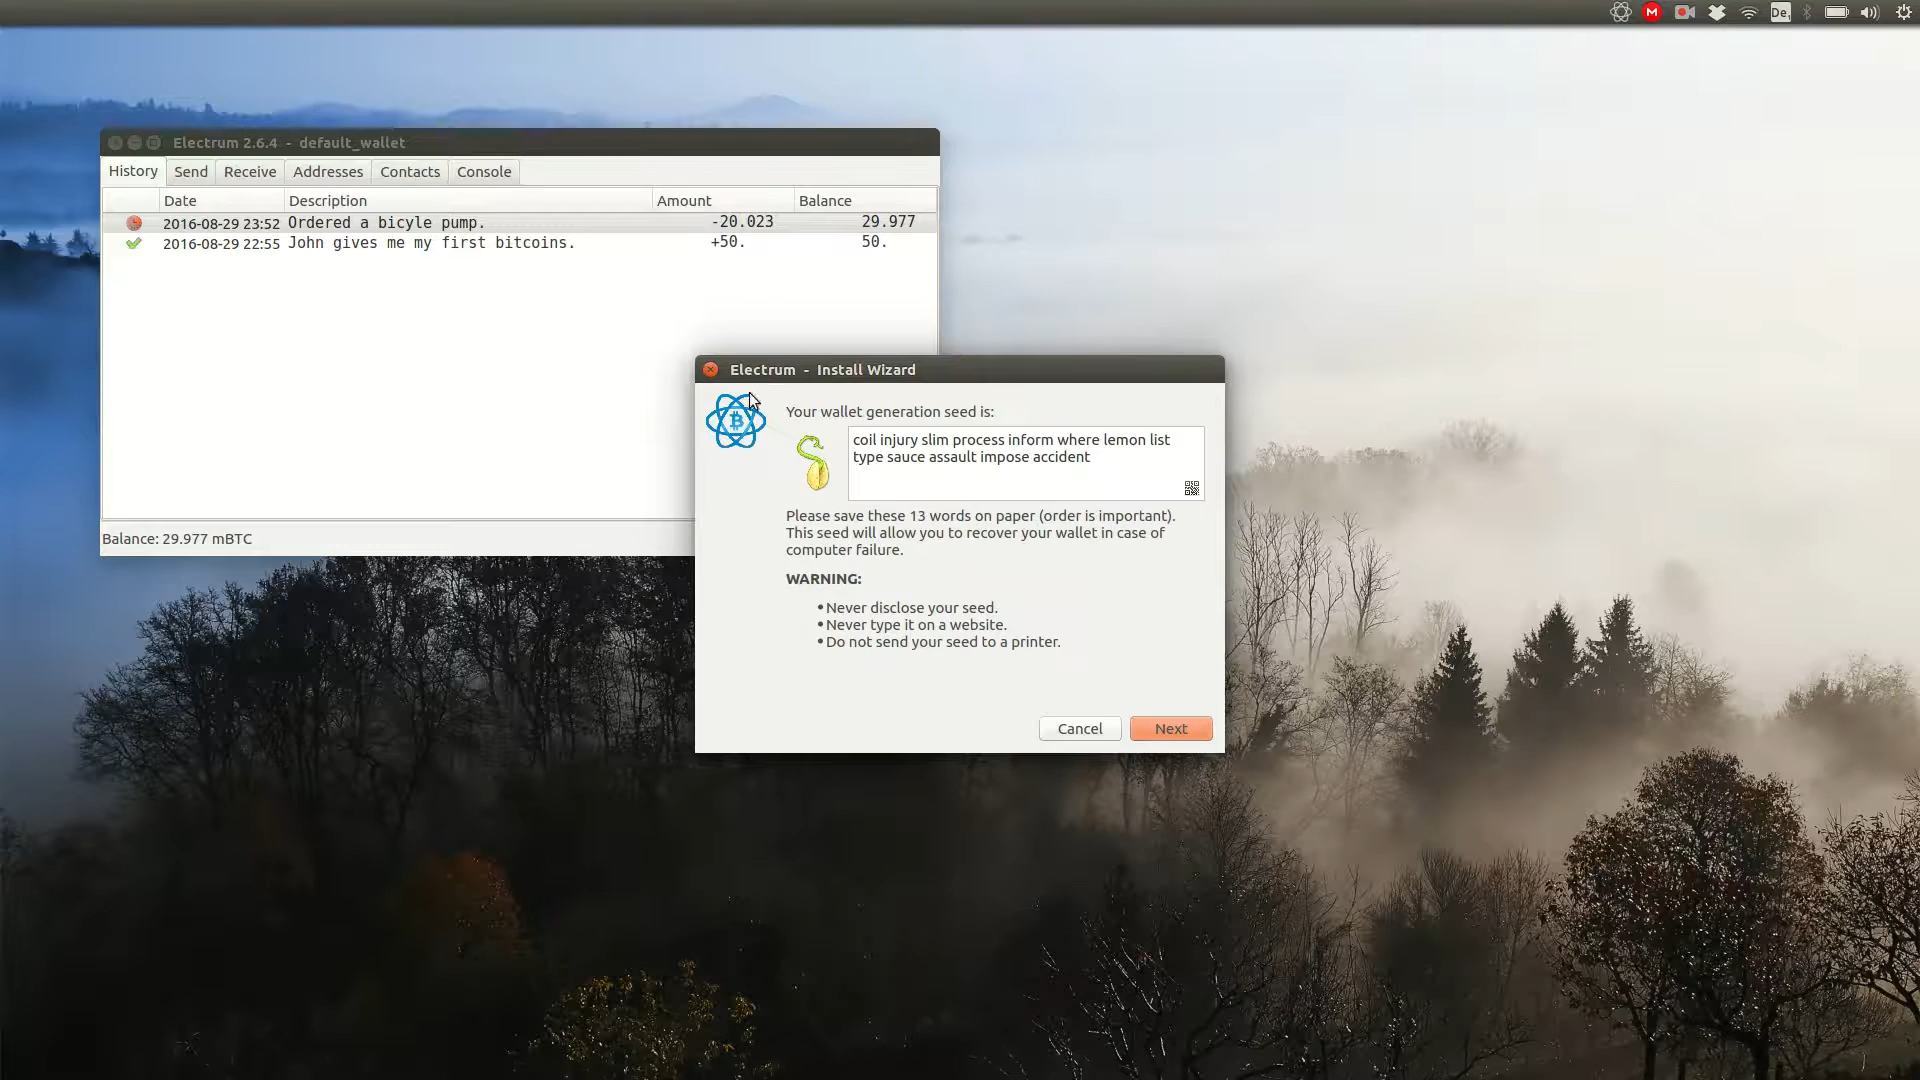 De₁
Electrum 2.6.4 - default_wallet
History Send Receive Addresses Contacts Console
Date Description Amount Balance
2016-08-29 23:52 Ordered a bicyle pump. -20.023 29.977
2016-08-29 22:55 John gives me my first bitcoins. +50. 50.
Balance: 29.977 mBTC
Electrum - Install Wizard
Your wallet generation seed is:
coil injury slim process inform where lemon list
type sauce assault impose accident
Please save these 13 words on paper (order is important).
This seed will allow you to recover your wallet in case of
computer failure.
WARNING:
•Never disclose your seed.
•Never type it on a website.
•Do not send your seed to a printer.
Cancel Next